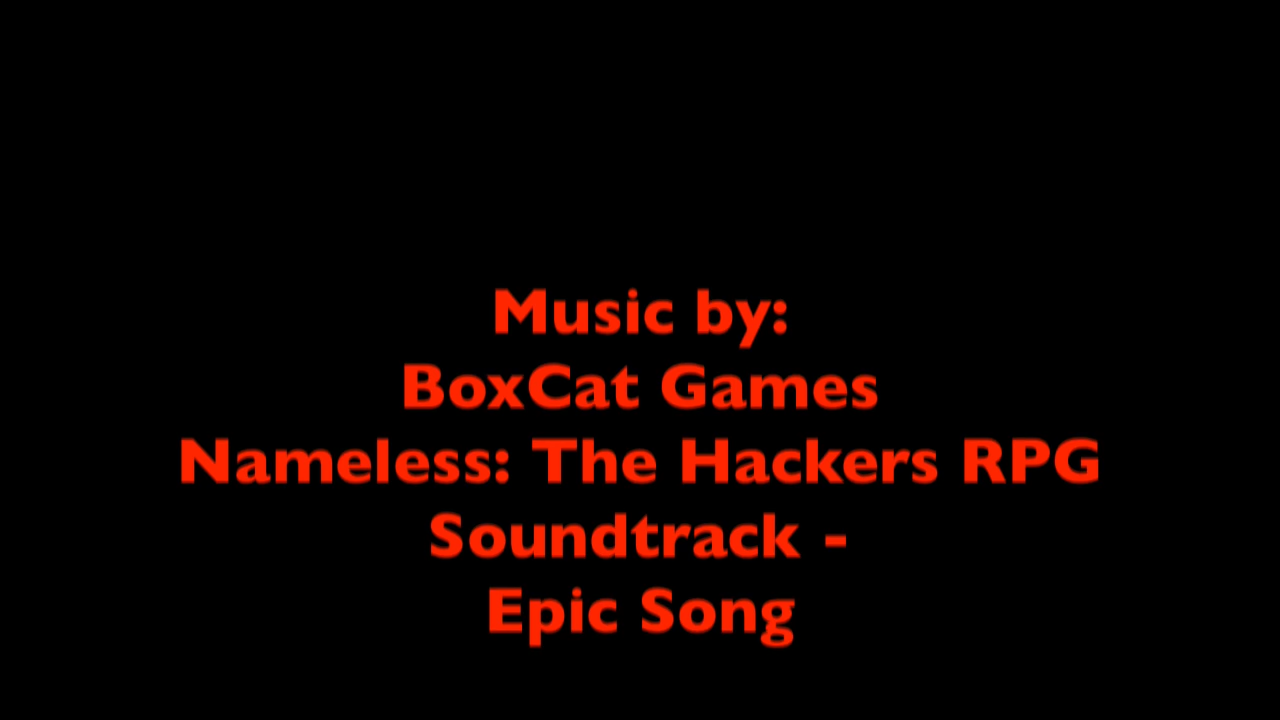 Music by:
BoxCat Games
Nameless: The Hackers RPG
Soundtrack -
Epic Song